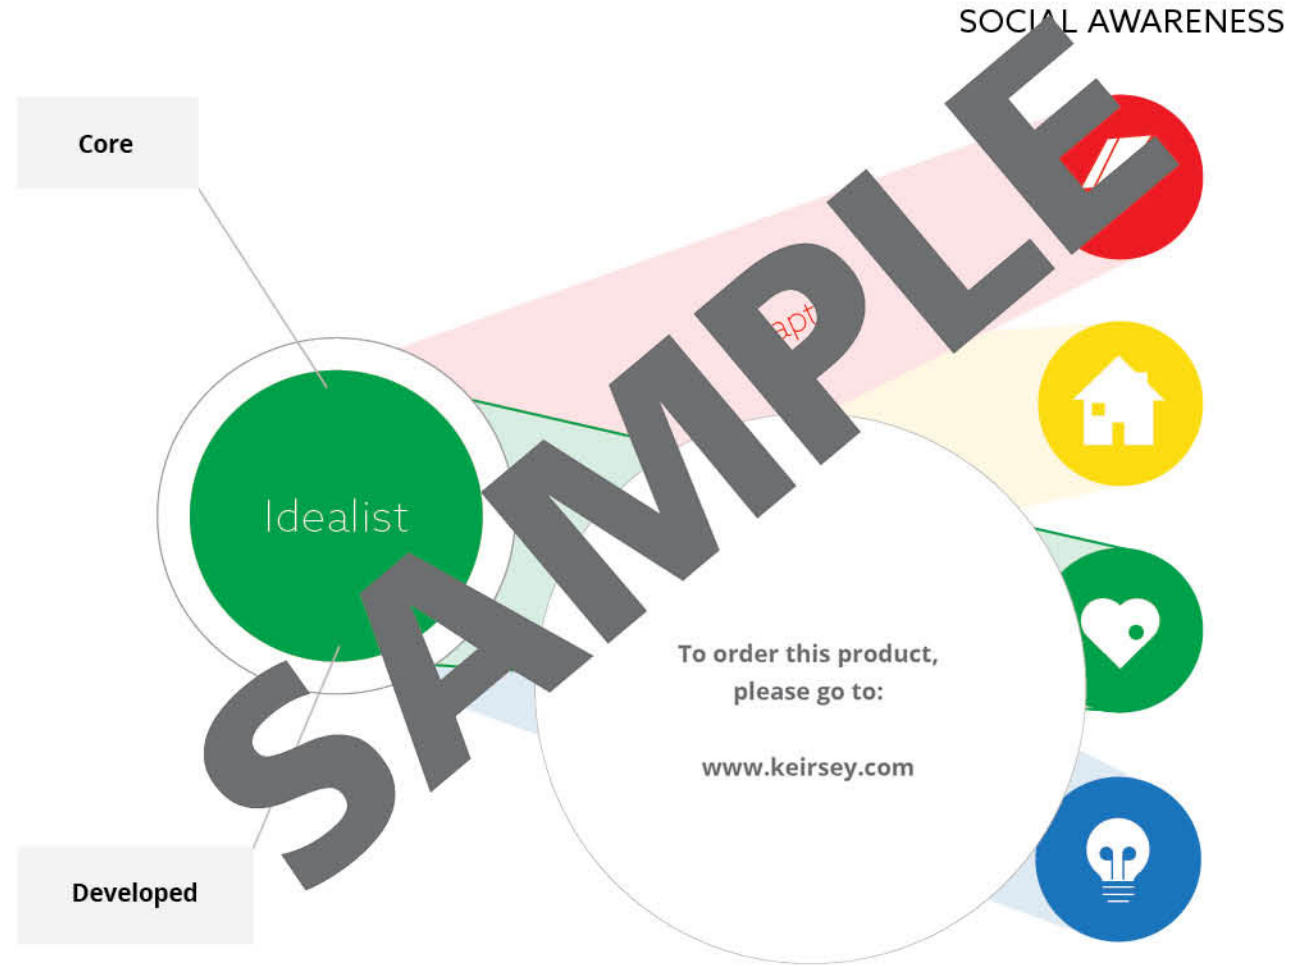 SOCIAL AWARENESS
Core
Idealist
SAMPLE
To order this product,
please go to:
www.keirsey.com
Developed